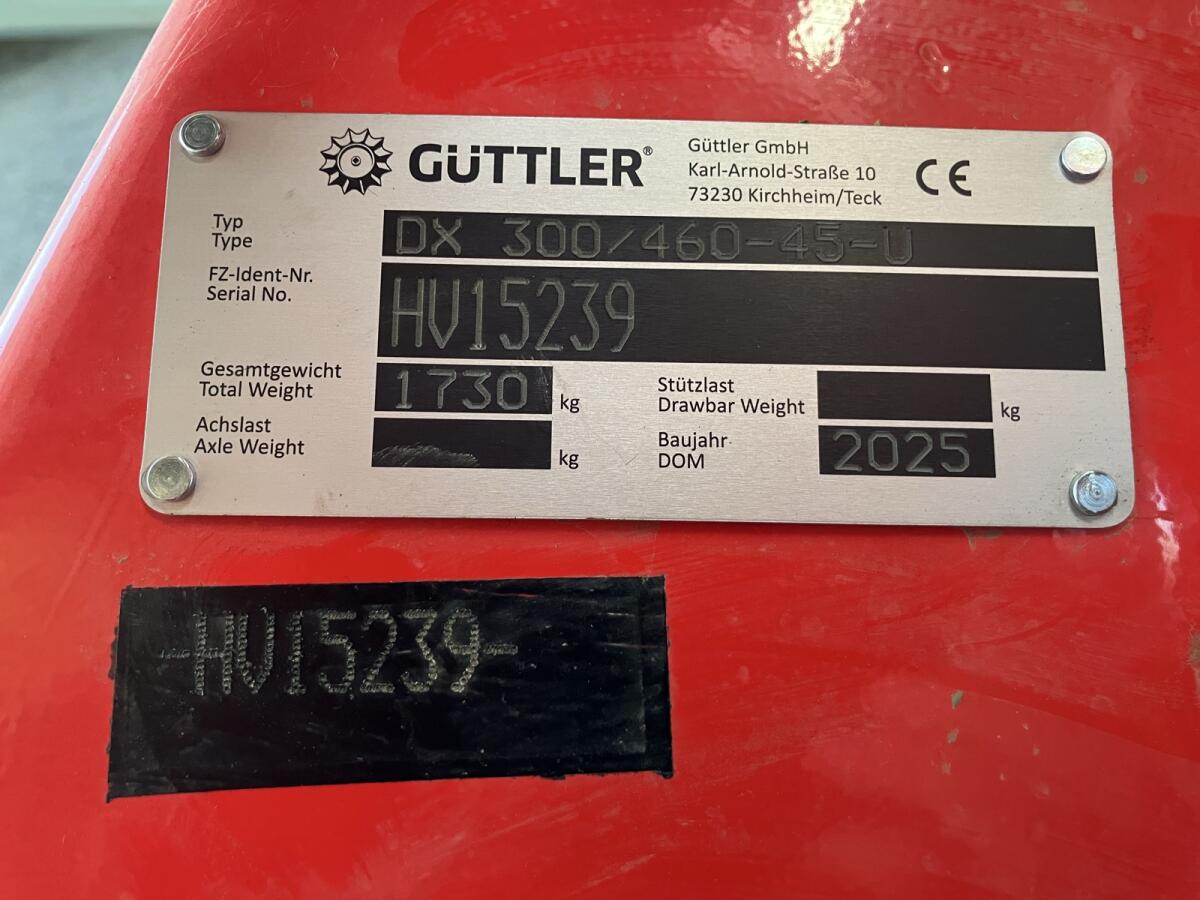 GÜTTLER®
Güttler GmbH
Karl-Arnold-Straße 10
73230 Kirchheim/Teck
CE
Typ
Type
DX 300/460-45-U
FZ-Ident-Nr.
Serial No.
HV15239
Gesamtgewicht
Total Weight
1730 kg
Stützlast
Drawbar Weight
kg
Achslast
Axle Weight
kg
Baujahr
DOM
2025
-HV15239-